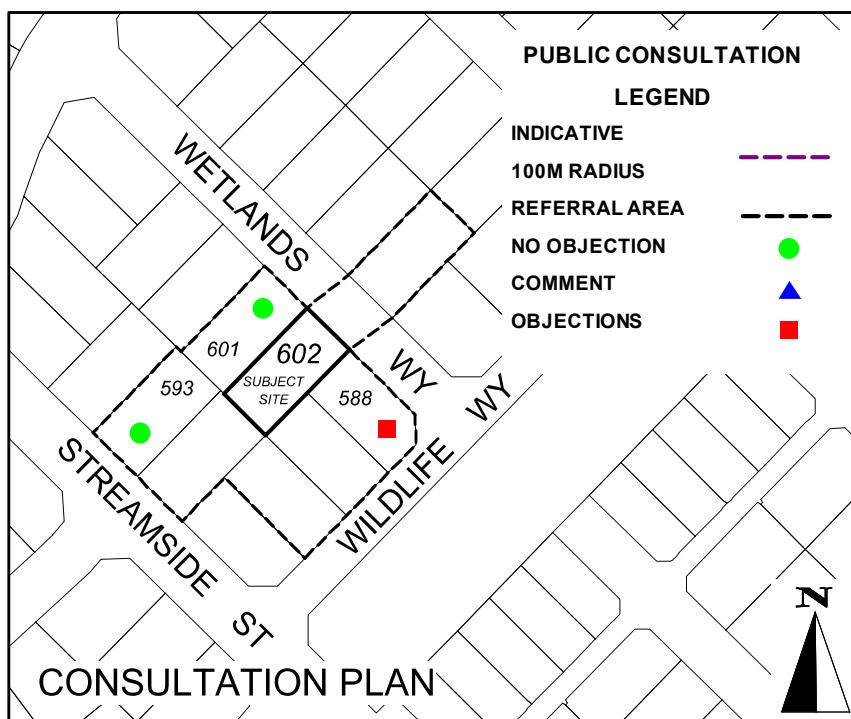 PUBLIC CONSULTATION
LEGEND
INDICATIVE
100M RADIUS
REFERRAL AREA
NO OBJECTION
COMMENT
OBJECTIONS
WETLANDS
WY
601
602
SUBJECT
SITE
593
588
WY
WILDLIFE
STREAMSIDE
ST
N
CONSULTATION PLAN